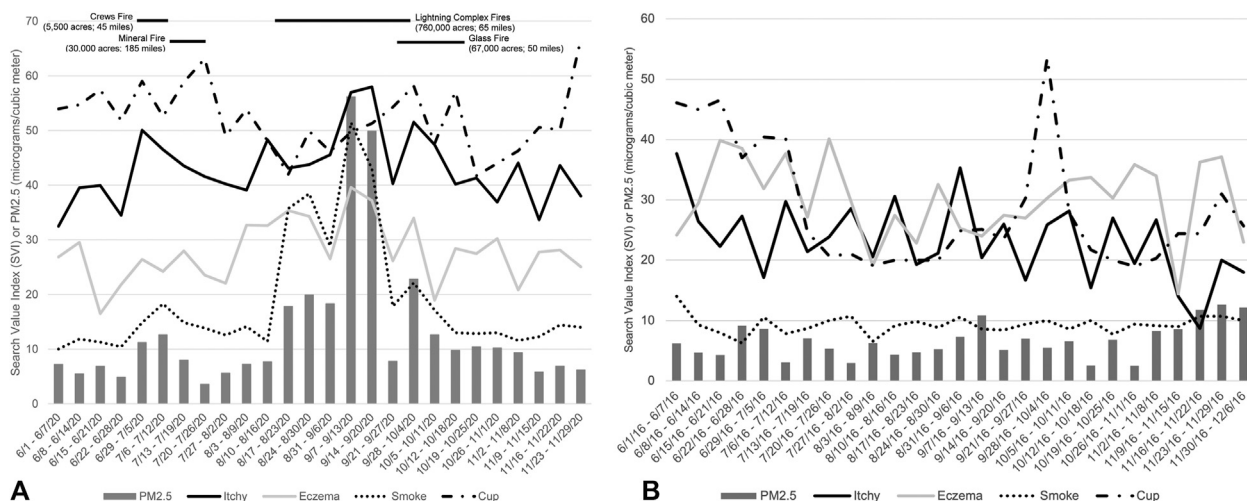 Crews Fire
(5,500 acres; 45 miles)
Mineral Fire
(30.000 acres; 185 miles)
Lightning Complex Fires
(760,000 acres; 65 miles)
Glass Fire
(67,000 acres; 50 miles)
Search Value Index (SVI) or PM2.5 (micrograms/cubic meter)
70
60
50
40
30
20
10
0
6/1 - 6/7/20
6/8 - 6/14/20
6/15 - 6/21/20
6/22 - 6/28/20
6/29 - 7/5/20
7/6 - 7/12/20
7/13 - 7/19/20
7/20 - 7/26/20
7/27 - 8/2/20
8/3 - 8/9/20
8/10 - 8/16/20
8/17 - 8/23/20
8/24 - 8/30/20
8/31 - 9/6/20
9/7 - 9/13/20
9/14 - 9/20/20
9/21 - 9/27/20
9/28 - 10/4/20
10/5 - 10/11/20
10/12 - 10/18/20
10/19 - 10/25/20
10/26 - 11/1/20
11/2 - 11/8/20
11/9 - 11/15/20
11/16 - 11/22/20
11/23 - 11/29/20
A
PM2.5 Itchy Eczema Smoke Cup
Search Value Index (SVI) or PM2.5 (micrograms/cubic meter)
60
50
40
30
20
10
0
6/1/16 - 6/7/16
6/8/16 - 6/14/16
6/15/16 - 6/21/16
6/22/16 - 6/28/16
6/29/16 - 7/5/16
7/6/16 - 7/12/16
7/13/16 - 7/19/16
7/20/16 - 7/26/16
7/27/16 - 8/2/16
8/3/16 - 8/9/16
8/10/16 - 8/16/16
8/17/16 - 8/23/16
8/24/16 - 8/30/16
8/31/16 - 9/6/16
9/7/16 - 9/13/16
9/14/16 - 9/20/16
9/21/16 - 9/27/16
9/28/16 - 10/4/16
10/5/16 - 10/11/16
10/12/16 - 10/18/16
10/19/16 - 10/25/16
10/26/16 - 11/1/16
11/2/16 - 11/8/16
11/9/16 - 11/15/16
11/16/16 - 11/22/16
11/23/16 - 11/29/16
11/30/16 - 12/6/16
B
PM2.5 Itchy Eczema Smoke Cup